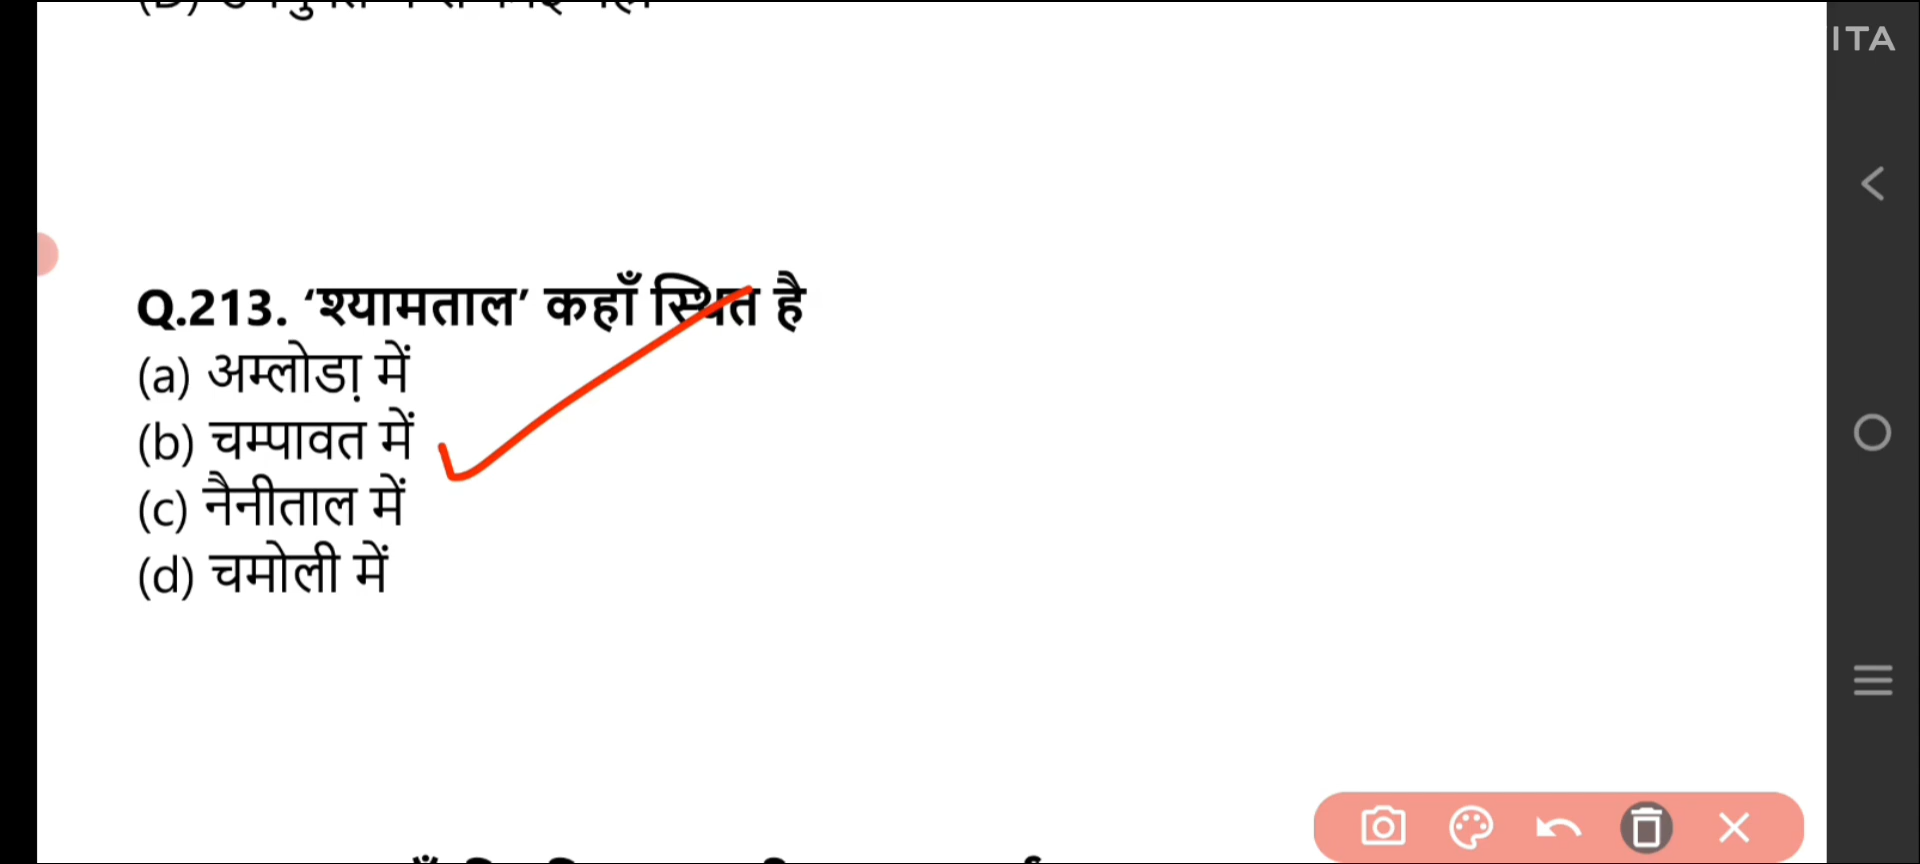 ITA
Q.213. ‘श्यामताल’ कहाँ स्थित है
(a) अम्लोडा़ में
(b) चम्पावत में
(c) नैनीताल में
(d) चमोली में